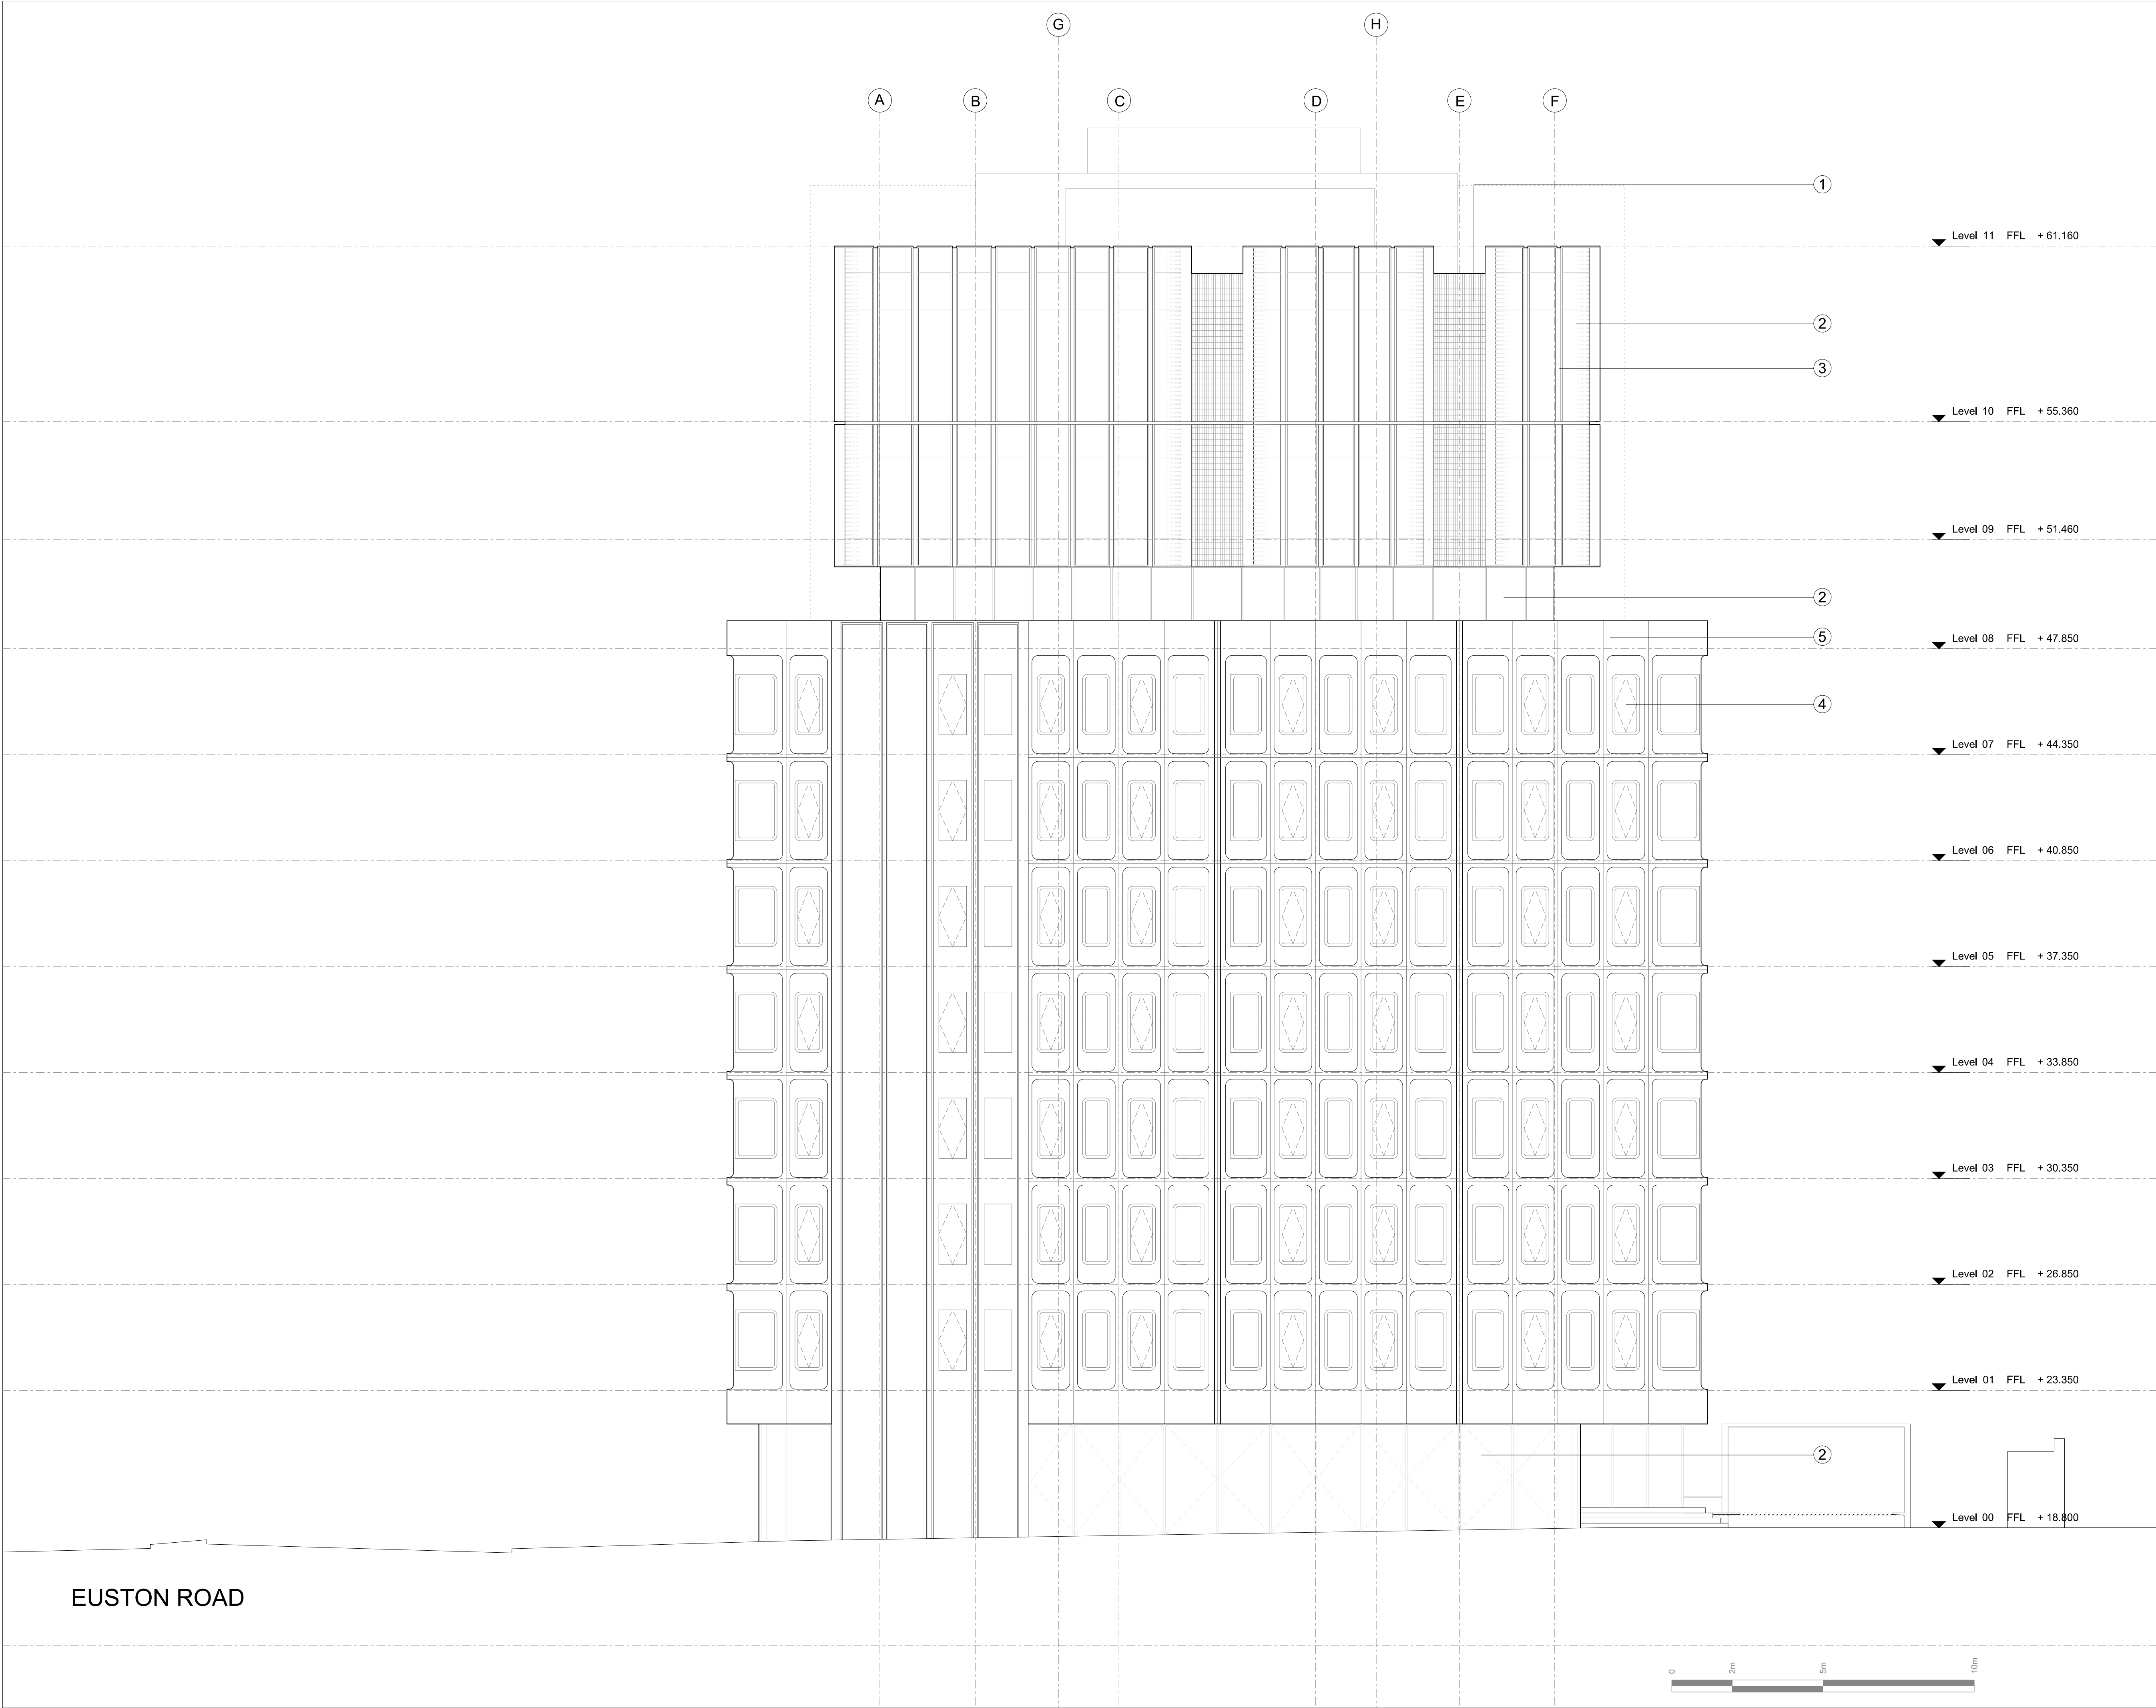 G H
A B C D E F
1
Level 11 FFL + 61,160
2
3
Level 10 FFL + 55.360
Level 09 FFL + 51.460
2
5
Level 08 FFL + 47.850
4
Level 07 FFL + 44.350
Level 06 FFL + 40.850
Level 05 FFL + 37.350
Level 04 FFL + 33.850
Level 03 FFL + 30.350
Level 02 FFL + 26.850
Level 01 FFL + 23.350
2
Level 00 FFL + 18.800
EUSTON ROAD
0 2m 5m 10m